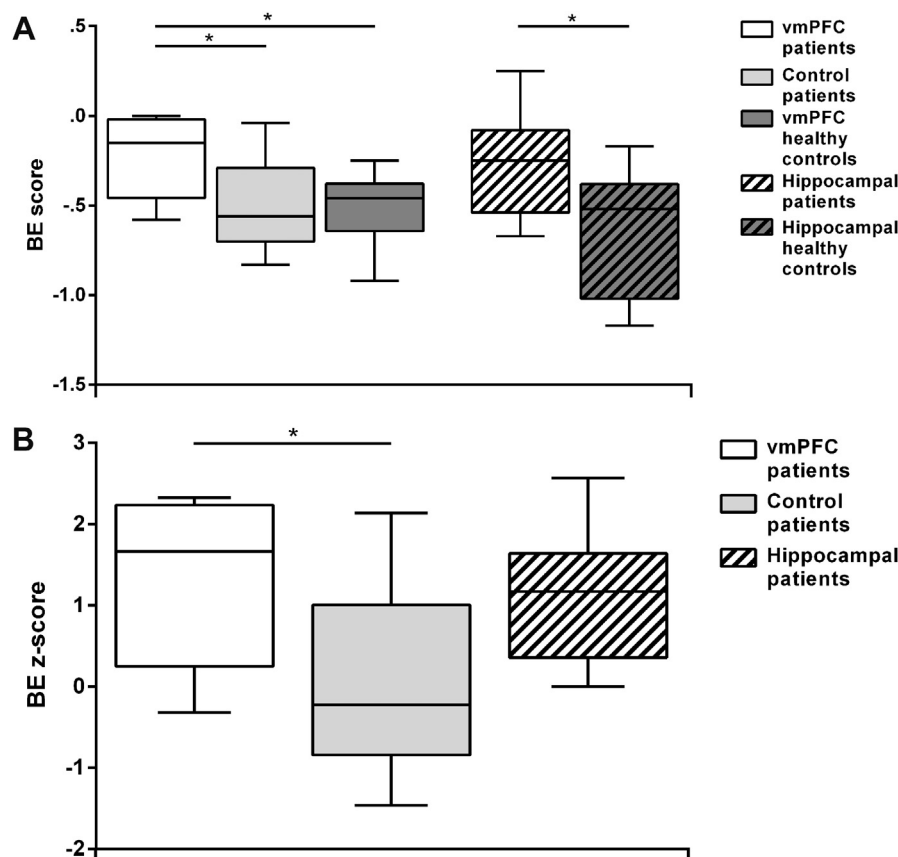 A
BE score
.5
.0
-.5
-1.0
-1.5
*
*
*
vmPFC
patients
Control
patients
vmPFC
healthy
controls
Hippocampal
patients
Hippocampal
healthy
controls
B
BE z-score
3
2
1
0
-1
-2
*
vmPFC
patients
Control
patients
Hippocampal
patients